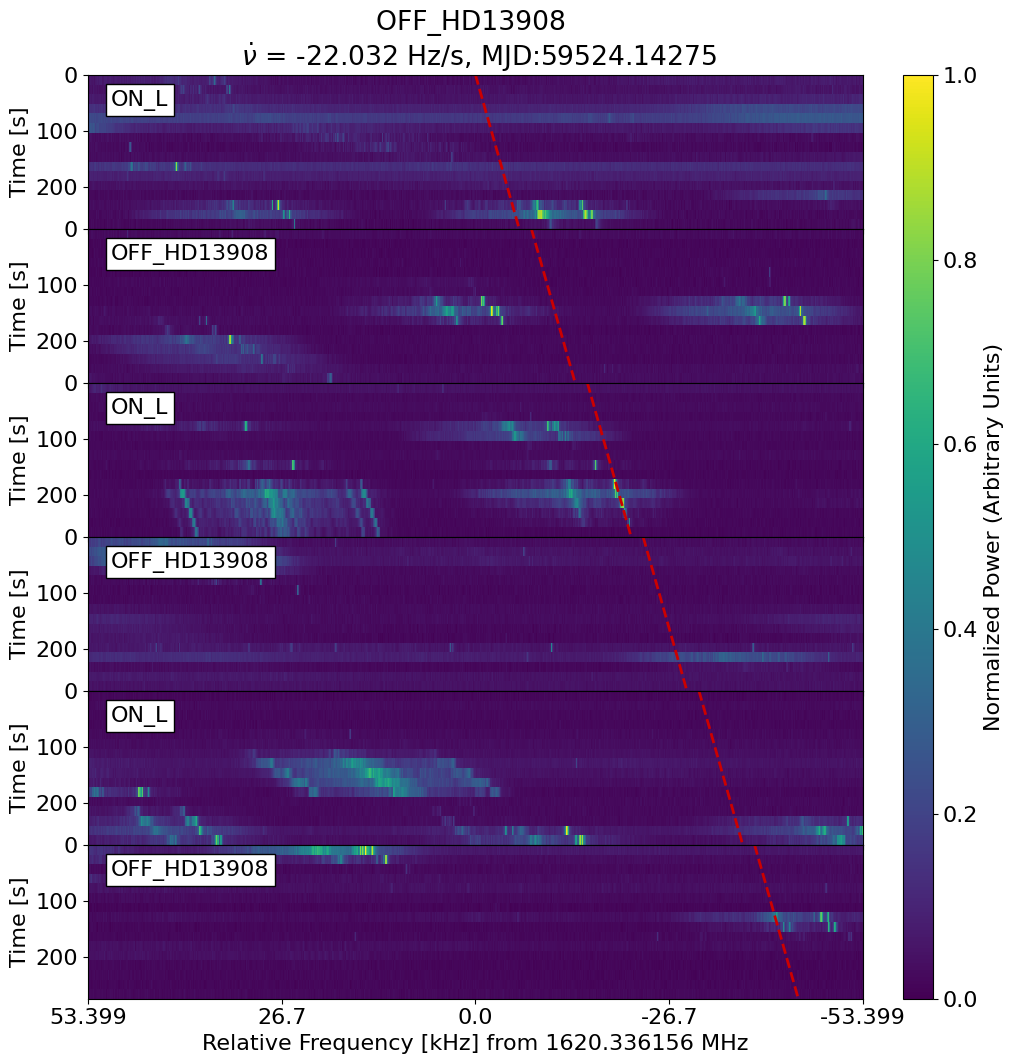 OFF_HD13908
ν̇ = -22.032 Hz/s, MJD:59524.14275
0
ON_L
100
Time [s]
200
0
OFF_HD13908
100
Time [s]
200
0
ON_L
100
Time [s]
200
0
OFF_HD13908
100
Time [s]
200
0
ON_L
100
Time [s]
200
0
OFF_HD13908
100
Time [s]
200
53.399 26.7 0.0 -26.7 -53.399
Relative Frequency [kHz] from 1620.336156 MHz
1.0
0.8
0.6
0.4
0.2
0.0
Normalized Power (Arbitrary Units)